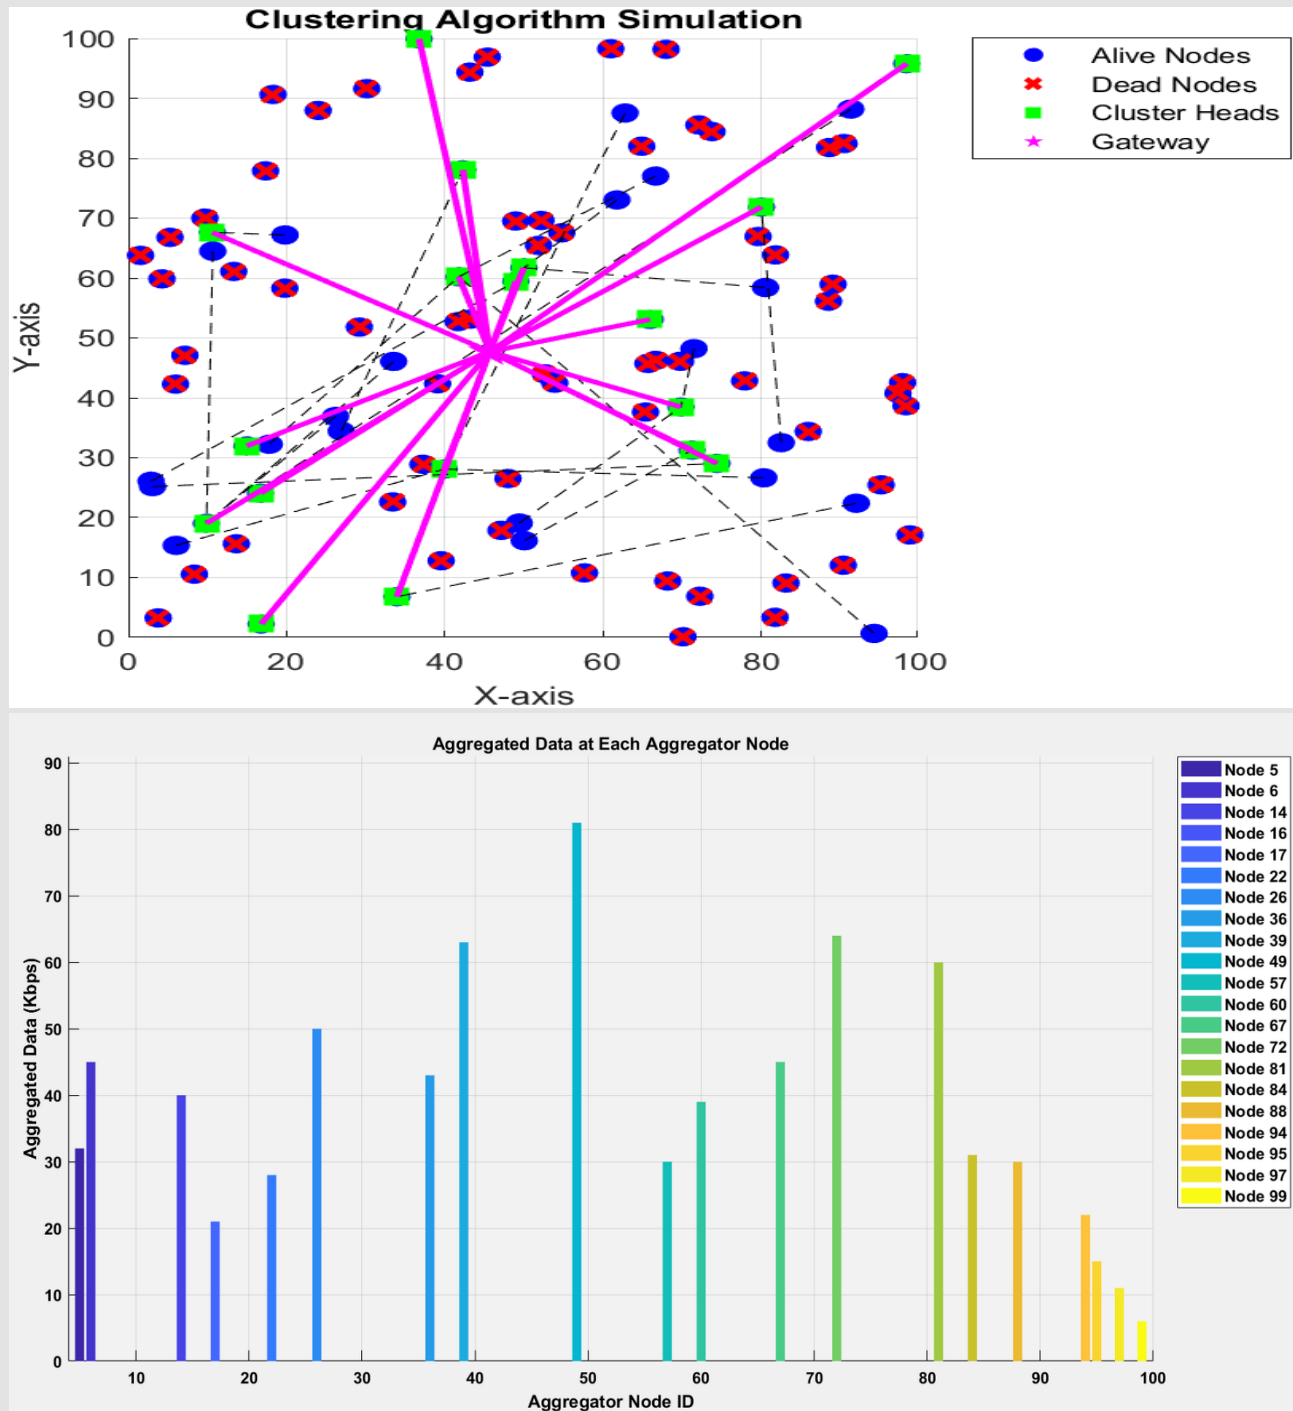 Clustering Algorithm Simulation
100
90
80
70
60
50
40
30
20
10
0
Y-axis
0 20 40 60 80 100
X-axis
Alive Nodes
Dead Nodes
Cluster Heads
Gateway
Aggregated Data at Each Aggregator Node
90
80
70
60
50
40
30
20
10
0
Aggregated Data (Kbps)
10 20 30 40 50 60 70 80 90 100
Aggregator Node ID
Node 5
Node 6
Node 14
Node 16
Node 17
Node 22
Node 26
Node 36
Node 39
Node 49
Node 57
Node 60
Node 67
Node 72
Node 81
Node 84
Node 88
Node 94
Node 95
Node 97
Node 99